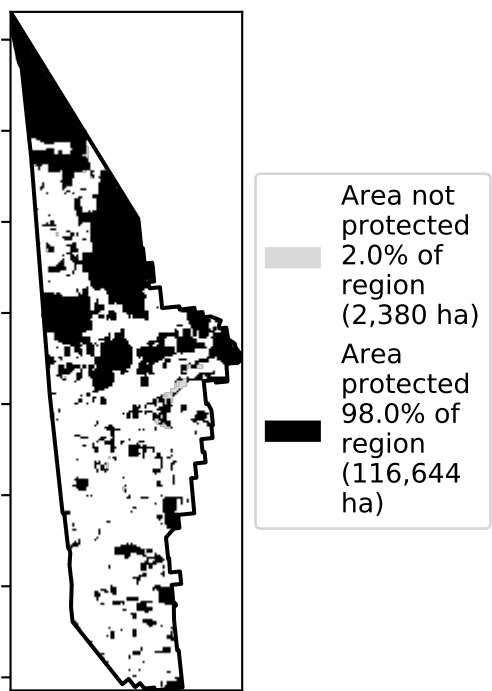 Area not
protected
2.0% of
region
(2,380 ha)
Area
protected
98.0% of
region
(116,644
ha)